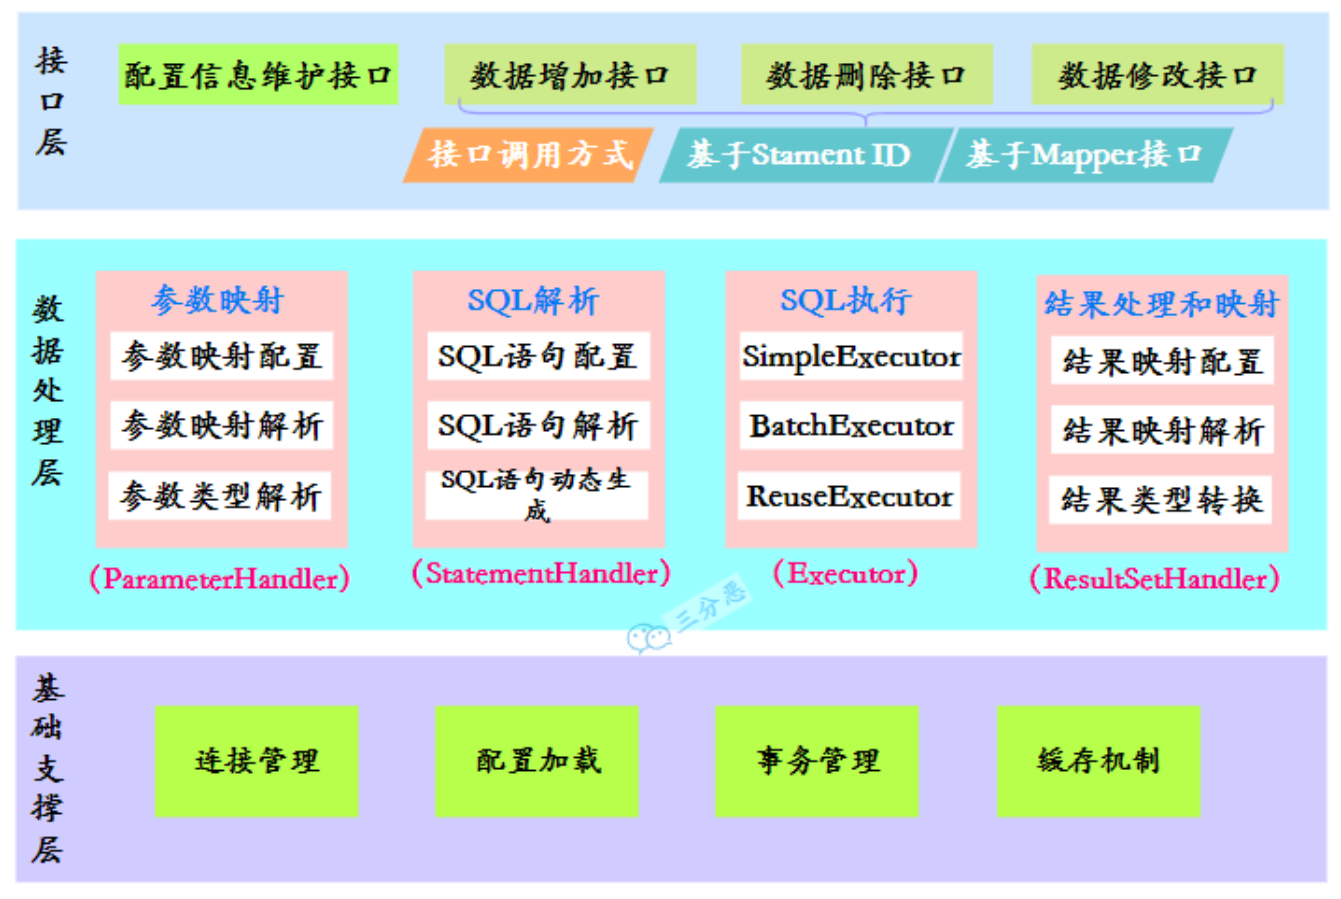 接口层
配置信息维护接口
数据增加接口
数据删除接口
数据修改接口
接口调用方式
基于Stament ID
基于Mapper接口
数据处理层
参数映射
参数映射配置
参数映射解析
参数类型解析
(ParameterHandler)
SQL解析
SQL语句配置
SQL语句解析
SQL语句动态生
成
(StatementHandler)
SQL执行
SimpleExecutor
BatchExecutor
ReuseExecutor
(Executor)
结果处理和映射
结果映射配置
结果映射解析
结果类型转换
(ResultSetHandler)
三分恶
基础支撑层
连接管理
配置加载
事务管理
缓存机制